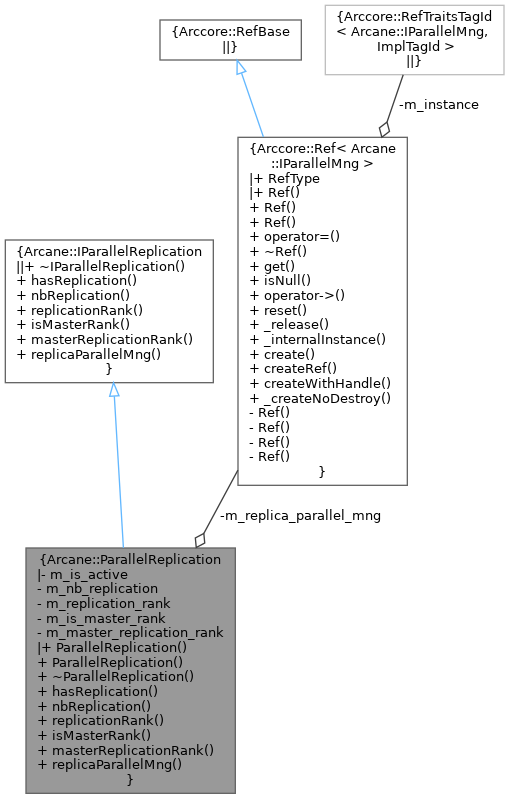 {Arccore::RefBase
||}
{Arccore::RefTraitsTagId
< Arcane::IParallelMng,
ImplTagId >
||}
-m_instance
{Arccore::Ref< Arcane
::IParallelMng >
|+ RefType
|+ Ref()
+ Ref()
+ Ref()
+ operator=()
+ ~Ref()
+ get()
+ isNull()
+ operator->()
+ reset()
+ _release()
+ _internalInstance()
+ create()
+ createRef()
+ createWithHandle()
+ _createNoDestroy()
- Ref()
- Ref()
- Ref()
- Ref()
}
{Arcane::IParallelReplication
||+ ~IParallelReplication()
+ hasReplication()
+ nbReplication()
+ replicationRank()
+ isMasterRank()
+ masterReplicationRank()
+ replicaParallelMng()
}
-m_replica_parallel_mng
{Arcane::ParallelReplication
|- m_is_active
- m_nb_replication
- m_replication_rank
- m_is_master_rank
- m_master_replication_rank
|+ ParallelReplication()
+ ParallelReplication()
+ ~ParallelReplication()
+ hasReplication()
+ nbReplication()
+ replicationRank()
+ isMasterRank()
+ masterReplicationRank()
+ replicaParallelMng()
}